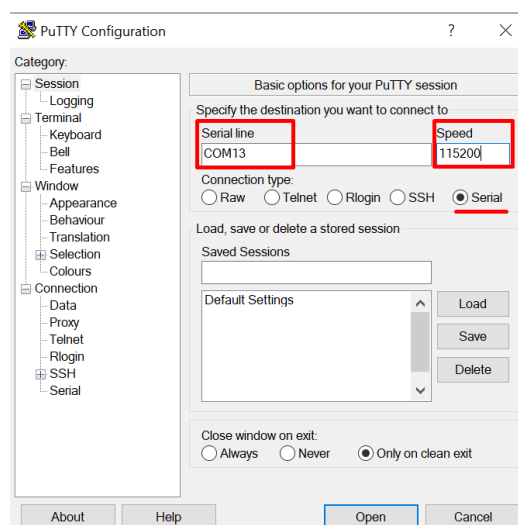 PuTTY Configuration ? ×
Category:
Session
Logging
Terminal
Keyboard
Bell
Features
Window
Appearance
Behaviour
Translation
Selection
Colours
Connection
Data
Proxy
Telnet
Rlogin
SSH
Serial
Basic options for your PuTTY session
Specify the destination you want to connect to
Serial line Speed
COM13 115200
Connection type:
Raw Telnet Rlogin SSH Serial
Load, save or delete a stored session
Saved Sessions
Default Settings
Load
Save
Delete
Close window on exit:
Always Never Only on clean exit
About Help Open Cancel